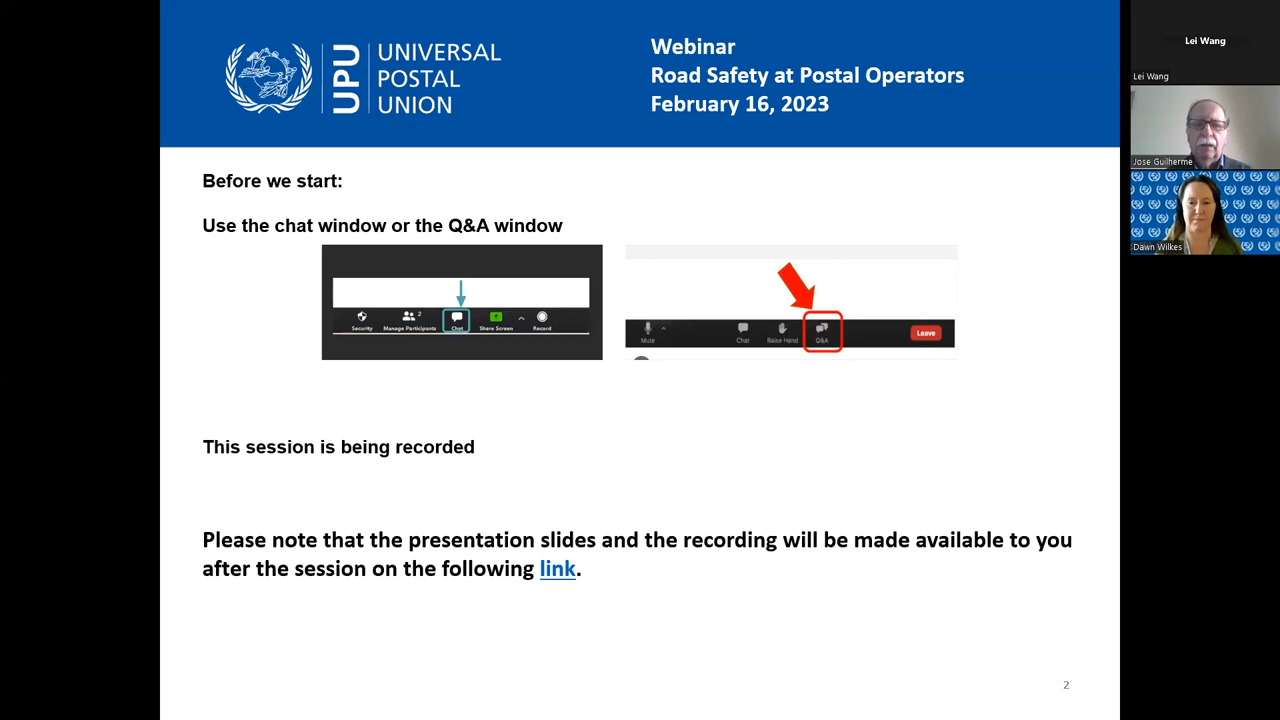 UPU
UNIVERSAL
POSTAL
UNION
Webinar
Road Safety at Postal Operators
February 16, 2023
Before we start:
Use the chat window or the Q&A window
Security
Manage Participants
2
Chat
Share Screen
Record
Mute
Chat
Raise Hand
Q&A
Leave
This session is being recorded
Please note that the presentation slides and the recording will be made available to you
after the session on the following link.
2
Lei Wang
Lei Wang
Jose Guilherme
Dawn Wilkes